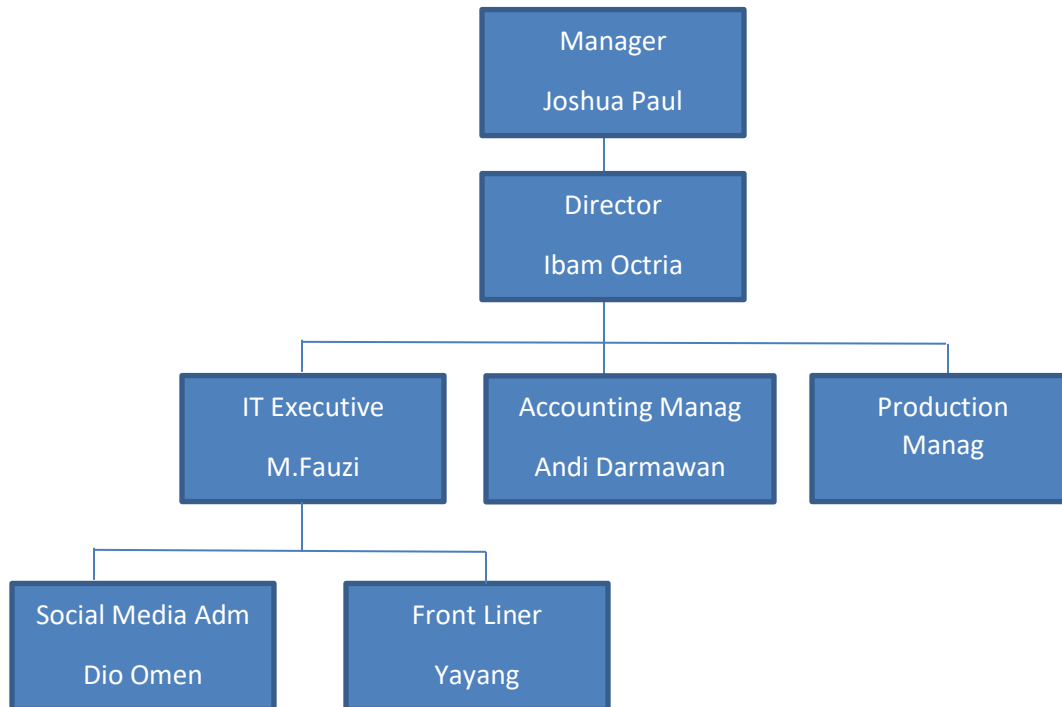 Manager
Joshua Paul
Director
Ibam Octria
IT Executive
M.Fauzi
Accounting Manag
Andi Darmawan
Production
Manag
Social Media Adm
Dio Omen
Front Liner
Yayang